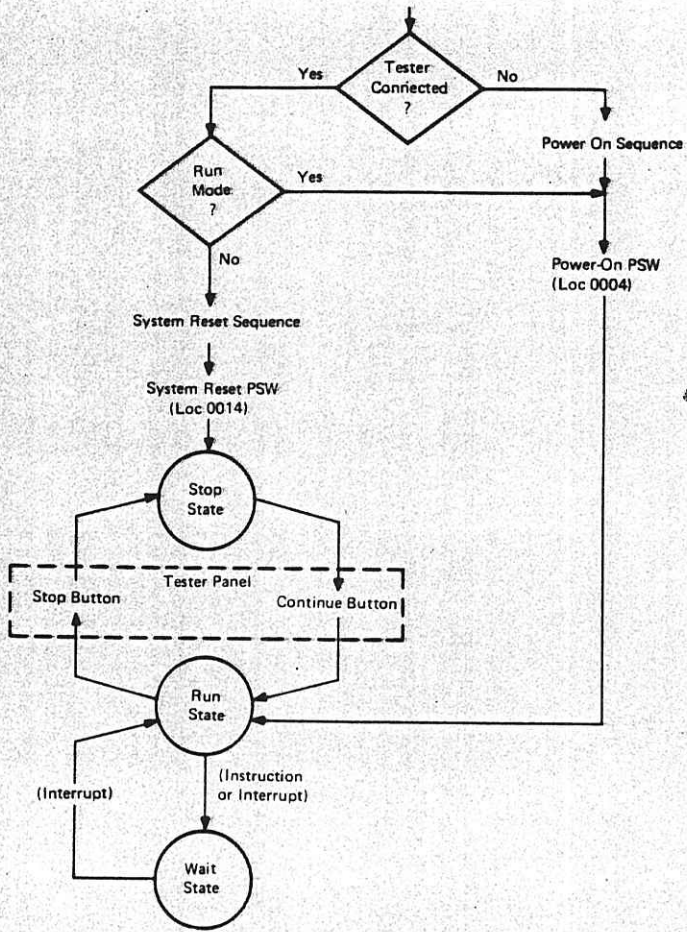 Tester
Connected
?
Yes
No
Power On Sequence
Run
Mode
?
Yes
No
Power-On PSW
(Loc 0004)
System Reset Sequence
System Reset PSW
(Loc 0014)
Stop
State
Tester Panel
Stop Button
Continue Button
Run
State
(Interrupt)
(Instruction
or Interrupt)
Wait
State